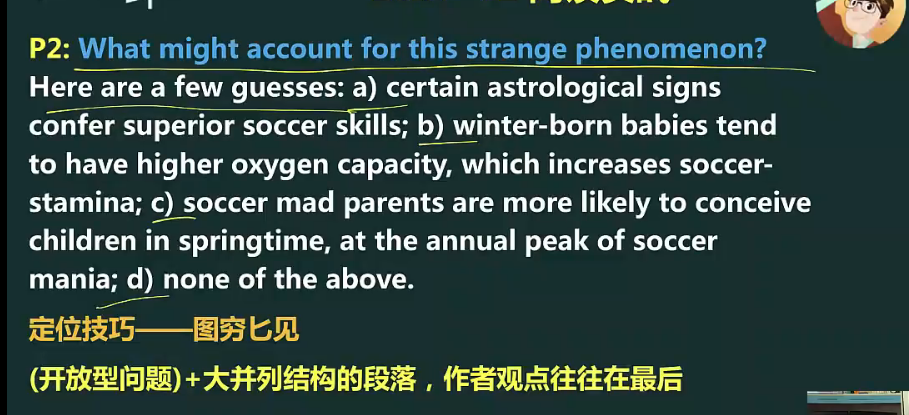 P2: What might account for this strange phenomenon?
Here are a few guesses: a) certain astrological signs
confer superior soccer skills; b) winter-born babies tend
to have higher oxygen capacity, which increases soccer-
stamina; c) soccer mad parents are more likely to conceive
children in springtime, at the annual peak of soccer
mania; d) none of the above.
定位技巧——图穷匕见
(开放型问题)+大并列结构的段落，作者观点往往在最后